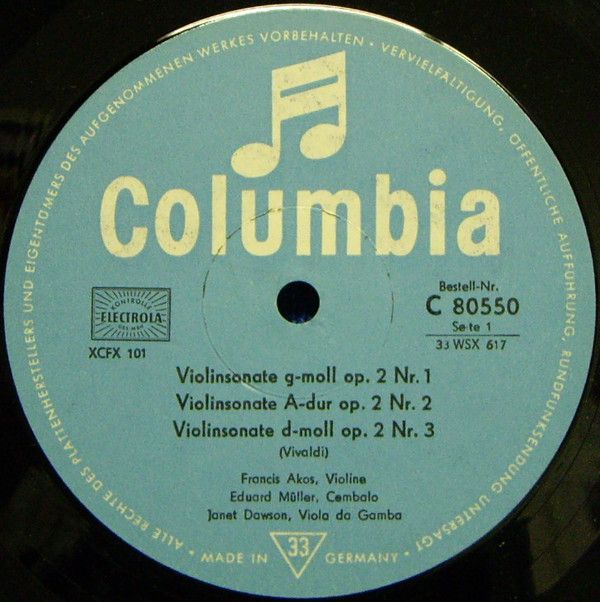 ALLE RECHTE DES PLATTENHERSTELLERS UND EIGENTÜMERS DES AUFGENOMMENEN WERKES VORBEHALTEN • VERVIELFÄLTIGUNG, ÖFFENTLICHE AUFFÜHRUNG, RUNDFUNKSENDUNG UNTERSAGT •
Columbia
KONTROLLE
ELECTROLA
XCFX 101
Bestell-Nr.
C 80550
Seite 1
33 WSX 617
Violinsonate g-moll op. 2 Nr. 1
Violinsonate A-dur op. 2 Nr. 2
Violinsonate d-moll op. 2 Nr. 3
(Vivaldi)
Francis Akos, Violine
Eduard Müller, Cembalo
Janet Dawson, Viola da Gamba
MADE IN 33 GERMANY